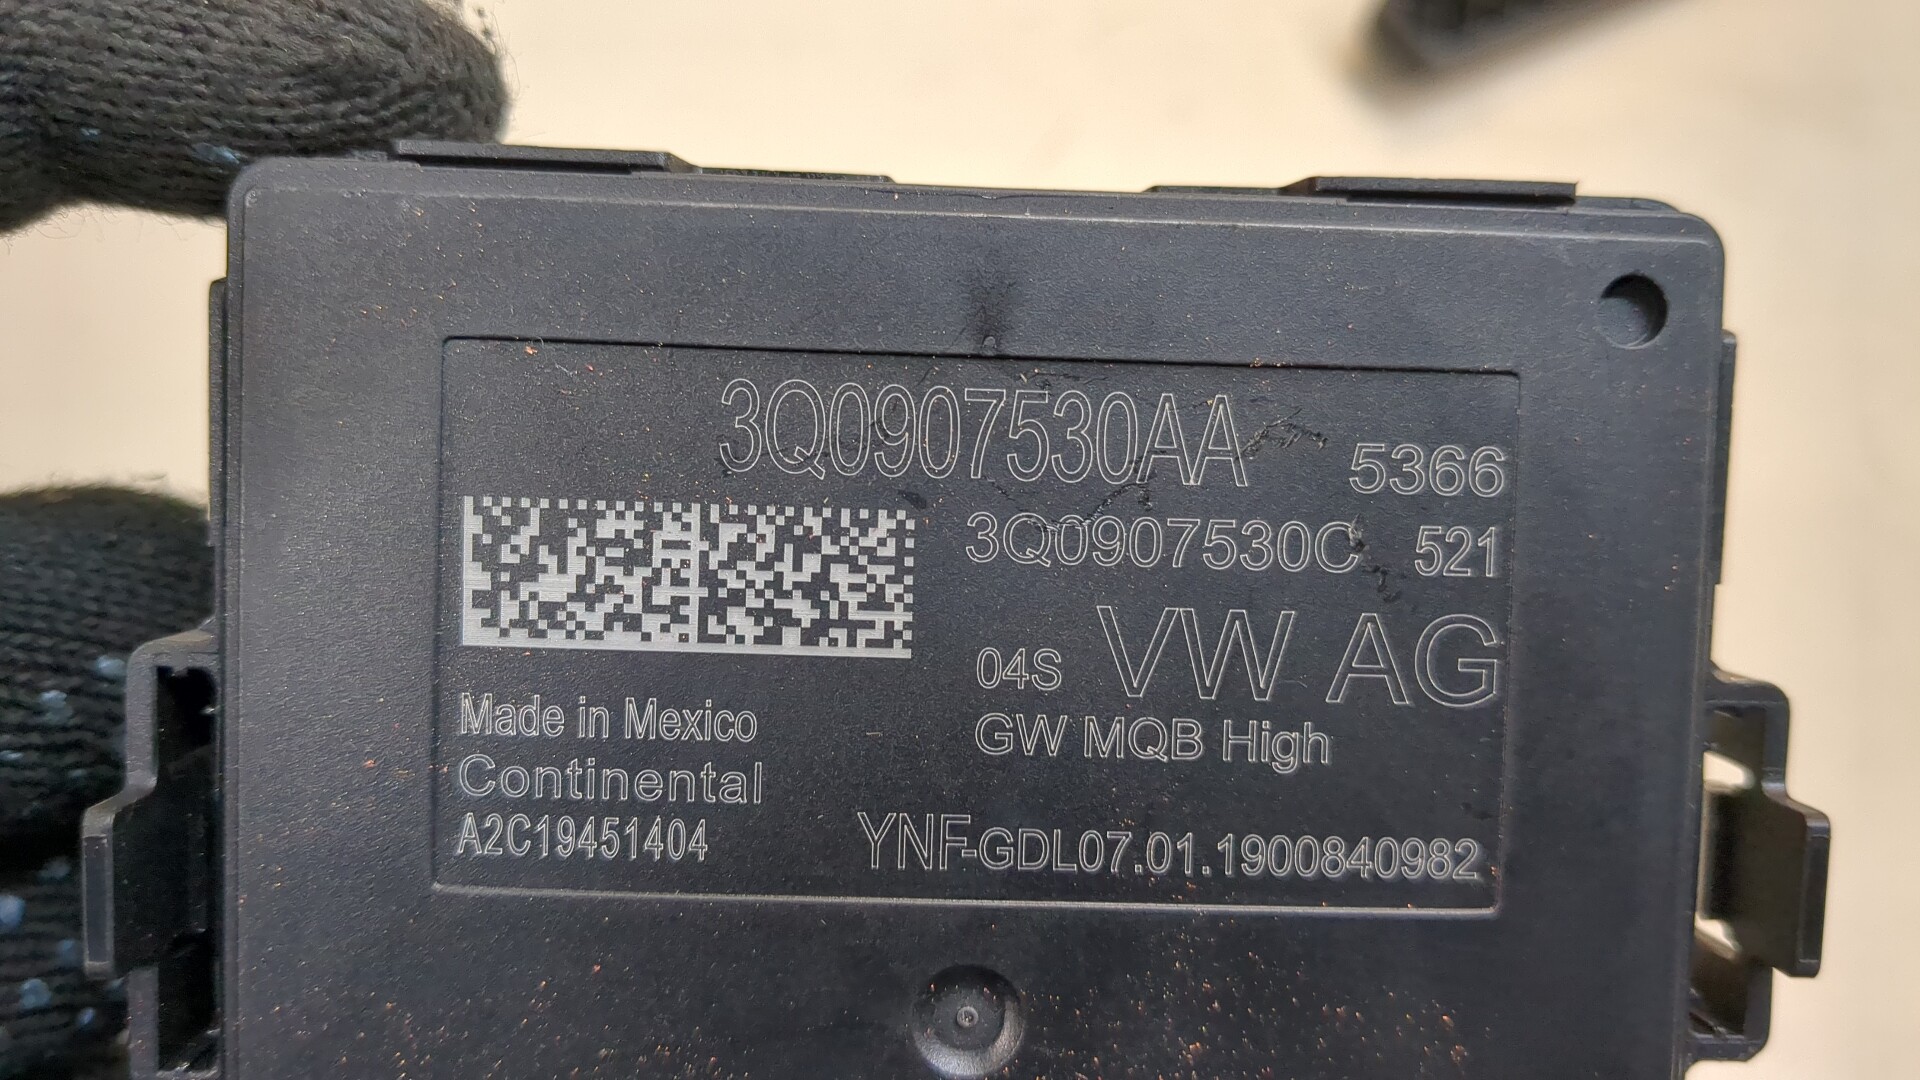 3Q0907530AA 5366
3Q0907530C 521
04S VW AG
GW MQB High
Made in Mexico
Continental
A2C19451404
YNF-GDL07.01.1900840982